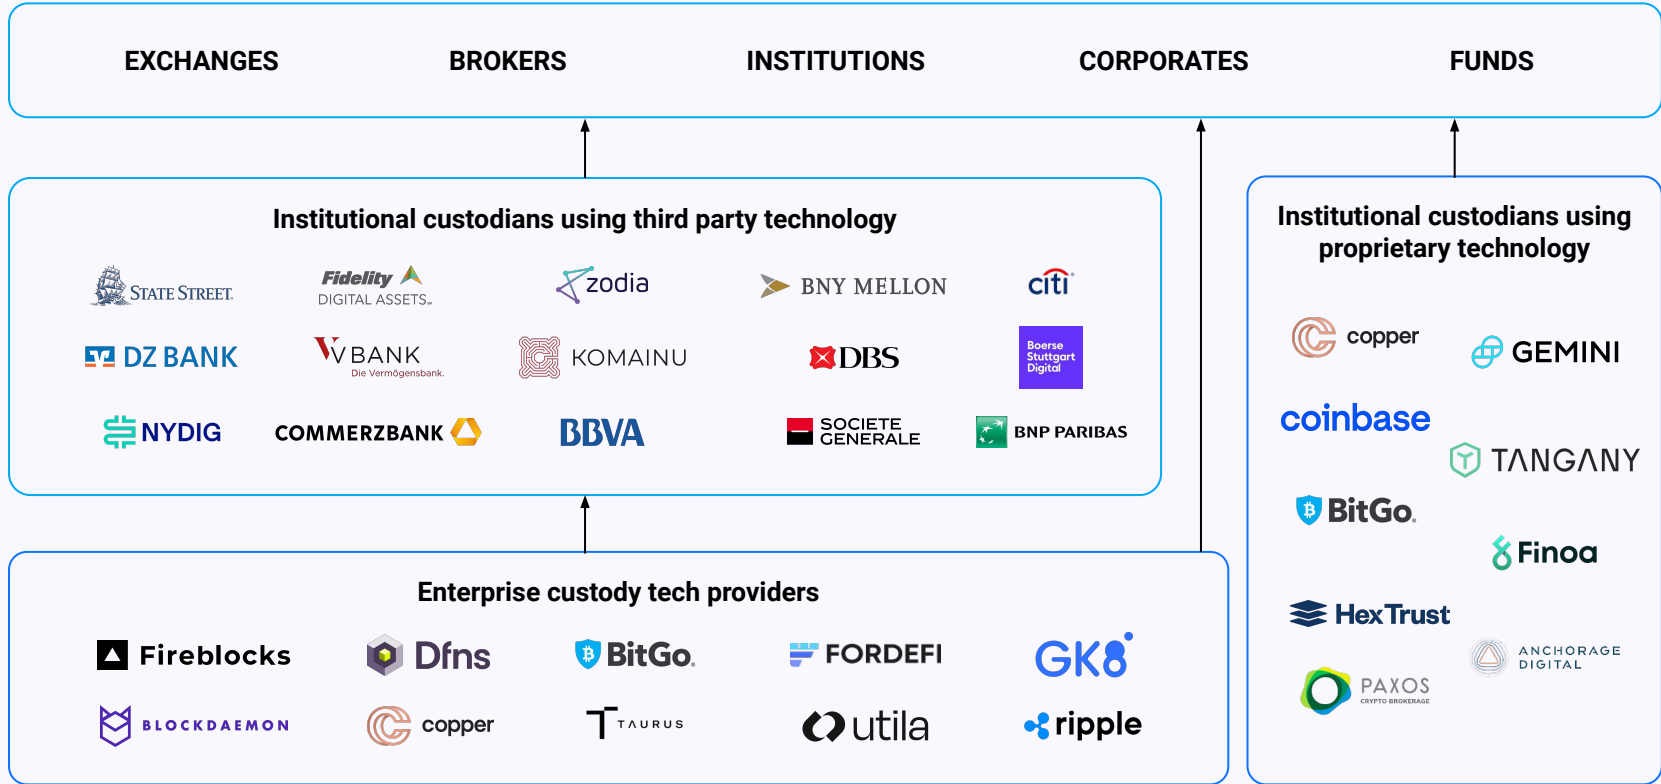 EXCHANGES BROKERS INSTITUTIONS CORPORATES FUNDS
Institutional custodians using third party technology
STATE STREET.
Fidelity
DIGITAL ASSETS℠
zodia
BNY MELLON
citi®
DZ BANK
VBANK
Die Vermögensbank.
KOMAINU
DBS
Boerse
Stuttgart
Digital
NYDIG
COMMERZBANK
BBVA
SOCIETE
GENERALE
BNP PARIBAS
Enterprise custody tech providers
Fireblocks
Dfns
BitGo.
FORDEFI
GK8
BLOCKDAEMON
copper
TAURUS
utila
ripple
Institutional custodians using
proprietary technology
copper
GEMINI
coinbase
TANGANY
BitGo.
Finoa
HexTrust
ANCHORAGE
DIGITAL
PAXOS
CRYPTO BROKERAGE